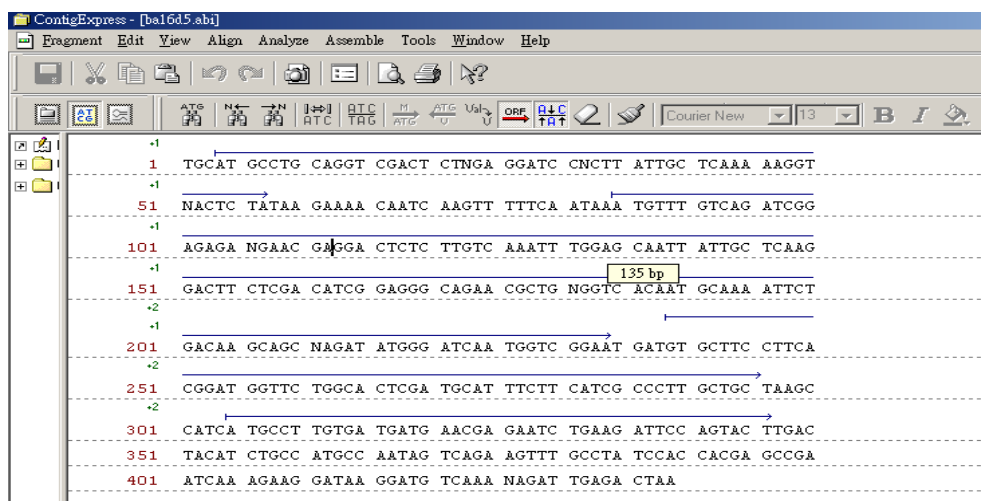 ContigExpress - [ba16d5.abi]
Fragment Edit View Align Analyze Assemble Tools Window Help
Courier New 13 B I
+1
1 TGCAT GCCTG CAGGT CGACT CTNGA GGATC CNCTT ATTGC TCAAA AAGGT
+1
51 NACTC TATAA GAAAA CAATC AAGTT TTTCA ATAAA TGTTT GTCAG ATCGG
+1
101 AGAGA NGAAC GAGGA CTCTC TTGTC AAATT TGGAG CAATT ATTGC TCAAG
+1
135 bp
151 GACTT CTCGA CATCG GAGGG CAGAA CGCTG NGGTC ACAAT GCAAA ATTCT
+2
+1
201 GACAA GCAGC NAGAT ATGGG ATCAA TGGTC GGAAT GATGT GCTTC CTTCA
+2
251 CGGAT GGTTC TGGCA CTCGA TGCAT TTCTT CATCG CCCTT GCTGC TAAGC
+2
301 CATCA TGCCT TGTGA TGATG AACGA GAATC TGAAG ATTCC AGTAC TTGAC
351 TACAT CTGCC ATGCC AATAG TCAGA AGTTT GCCTA TCCAC CACGA GCCGA
401 ATCAA AGAAG GATAA GGATG TCAAA NAGAT TGAGA CTAA